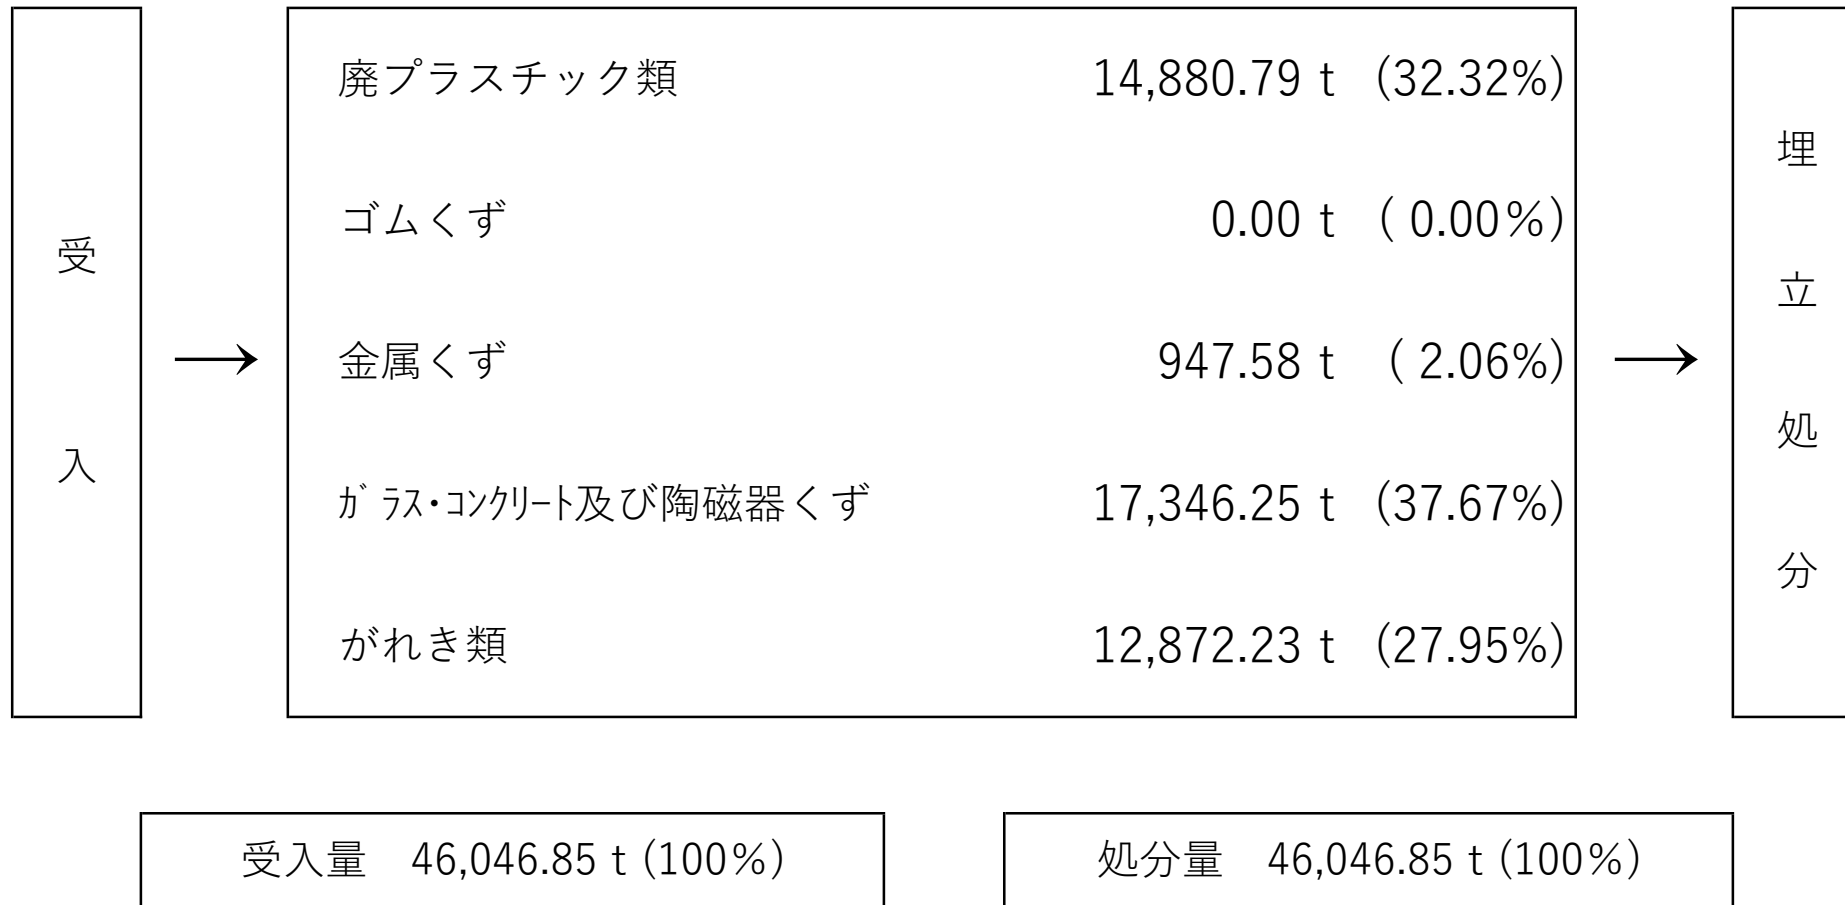 受入
→
廃プラスチック類 14,880.79 t (32.32%)
ゴムくず 0.00 t ( 0.00%)
金属くず 947.58 t ( 2.06%)
ｶﾞﾗｽ・ｺﾝｸﾘｰﾄ及び陶磁器くず 17,346.25 t (37.67%)
がれき類 12,872.23 t (27.95%)
→
埋立処分
受入量 46,046.85 t (100%)
処分量 46,046.85 t (100%)